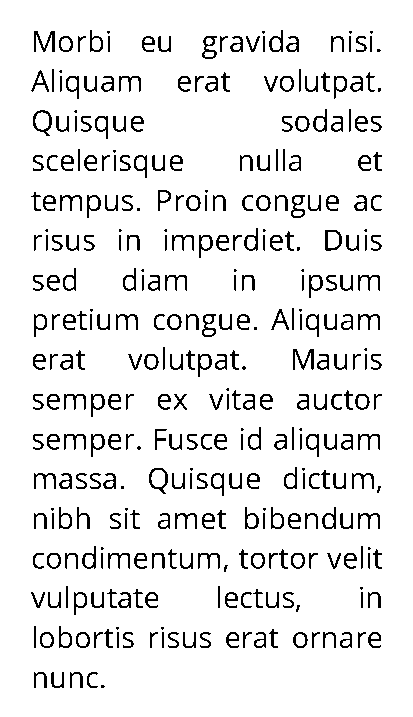 Morbi eu gravida nisi.
Aliquam erat volutpat.
Quisque sodales
scelerisque nulla et
tempus. Proin congue ac
risus in imperdiet. Duis
sed diam in ipsum
pretium congue. Aliquam
erat volutpat. Mauris
semper ex vitae auctor
semper. Fusce id aliquam
massa. Quisque dictum,
nibh sit amet bibendum
condimentum, tortor velit
vulputate lectus, in
lobortis risus erat ornare
nunc.